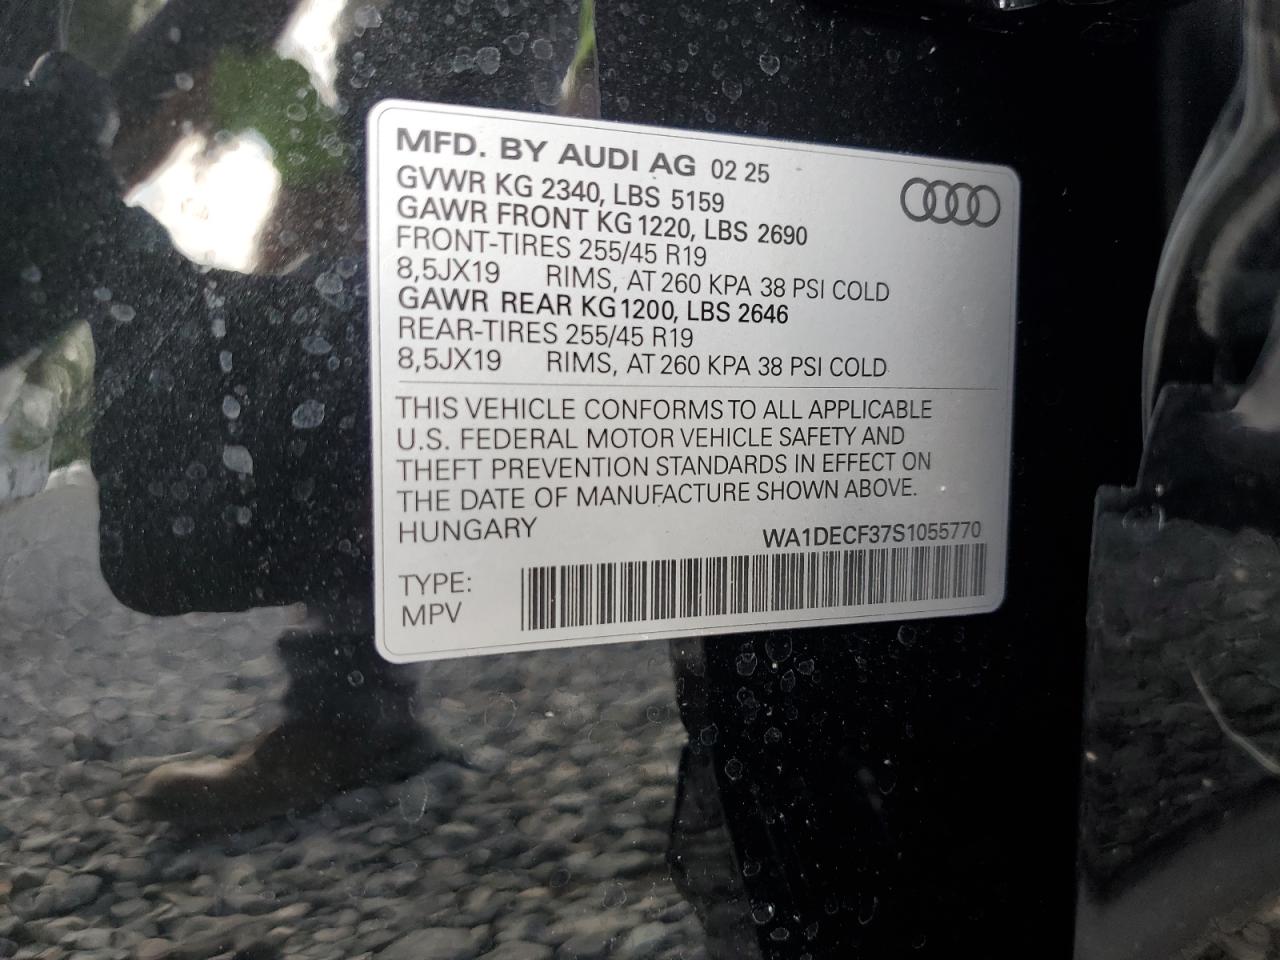 MFD. BY AUDI AG 02 25
GVWR KG 2340, LBS 5159
GAWR FRONT KG 1220, LBS 2690
FRONT-TIRES 255/45 R19
8,5JX19 RIMS, AT 260 KPA 38 PSI COLD
GAWR REAR KG 1200, LBS 2646
REAR-TIRES 255/45 R19
8,5JX19 RIMS, AT 260 KPA 38 PSI COLD
THIS VEHICLE CONFORMS TO ALL APPLICABLE
U.S. FEDERAL MOTOR VEHICLE SAFETY AND
THEFT PREVENTION STANDARDS IN EFFECT ON
THE DATE OF MANUFACTURE SHOWN ABOVE.
HUNGARY WA1DECF37S1055770
TYPE:
MPV